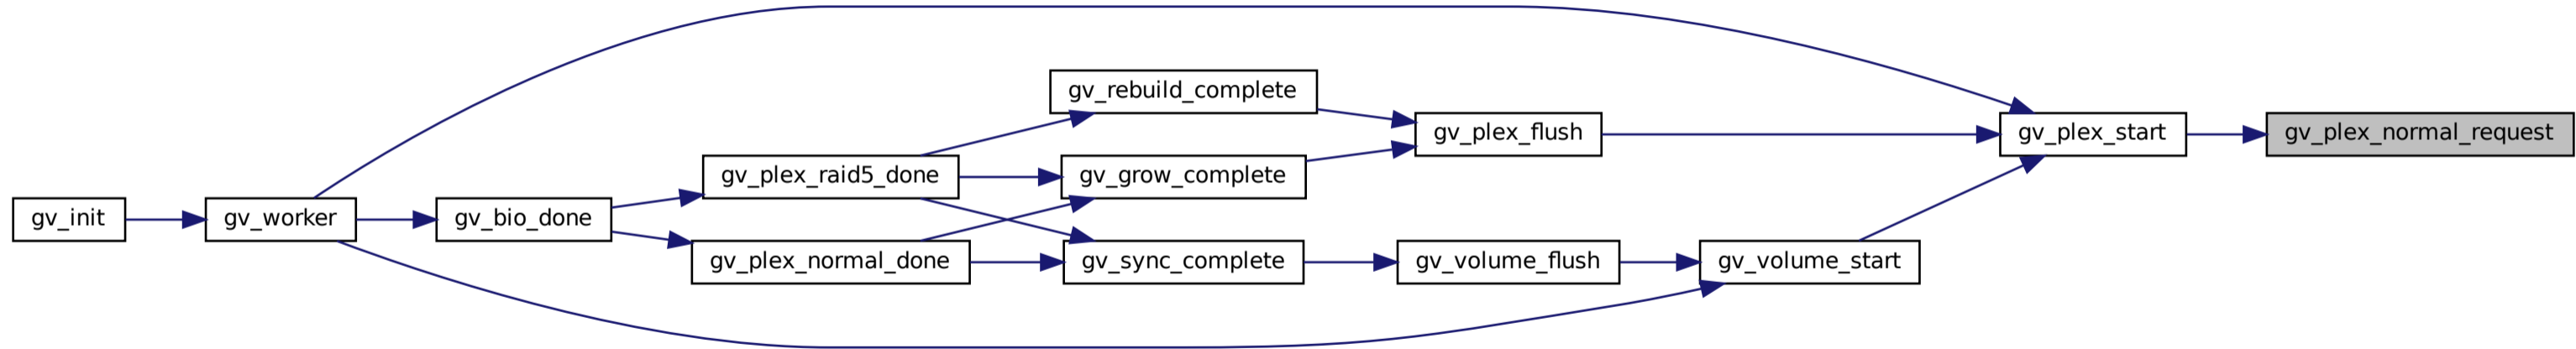 gv_init
gv_worker
gv_bio_done
gv_plex_raid5_done
gv_plex_normal_done
gv_rebuild_complete
gv_grow_complete
gv_sync_complete
gv_plex_flush
gv_volume_flush
gv_volume_start
gv_plex_start
gv_plex_normal_request